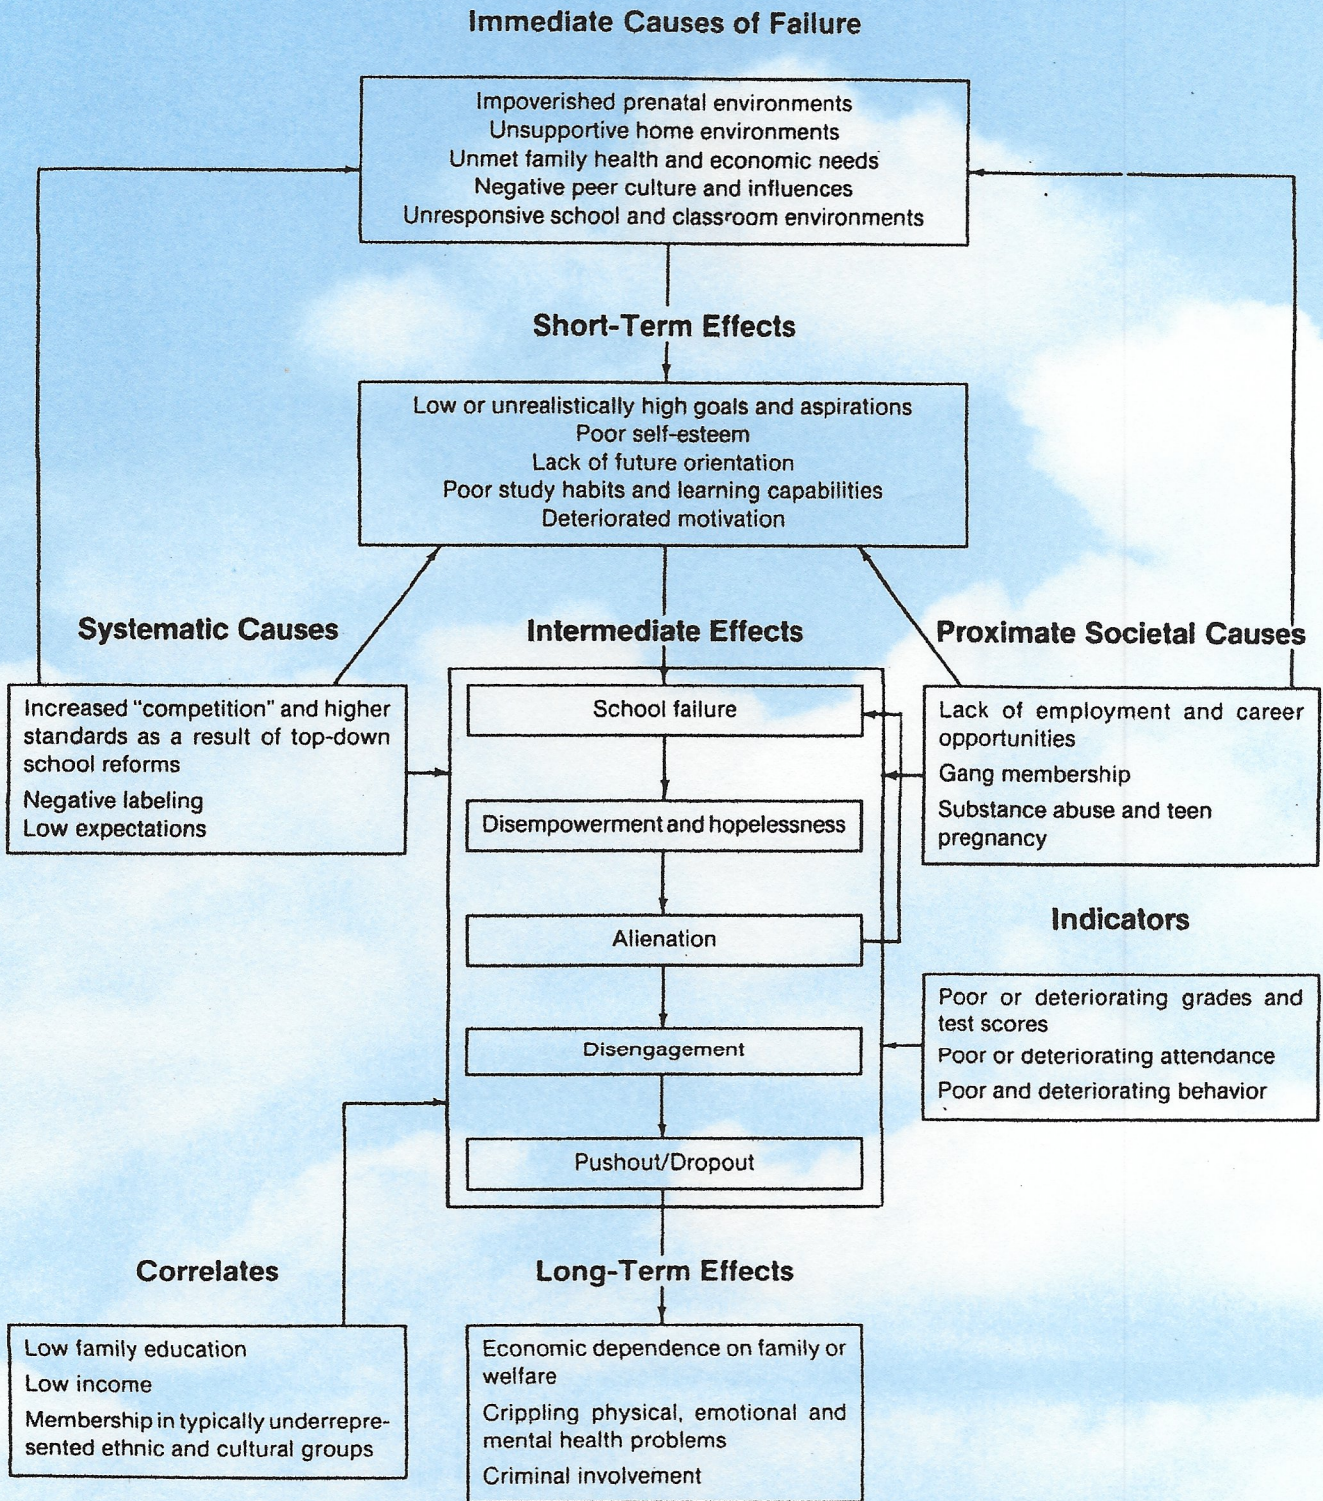 Immediate Causes of Failure
Impoverished prenatal environments
Unsupportive home environments
Unmet family health and economic needs
Negative peer culture and influences
Unresponsive school and classroom environments
Short-Term Effects
Low or unrealistically high goals and aspirations
Poor self-esteem
Lack of future orientation
Poor study habits and learning capabilities
Deteriorated motivation
Systematic Causes
Increased "competition" and higher
standards as a result of top-down
school reforms
Negative labeling
Low expectations
Intermediate Effects
School failure
Disempowerment and hopelessness
Alienation
Disengagement
Pushout/Dropout
Proximate Societal Causes
Lack of employment and career
opportunities
Gang membership
Substance abuse and teen
pregnancy
Indicators
Poor or deteriorating grades and
test scores
Poor or deteriorating attendance
Poor and deteriorating behavior
Correlates
Low family education
Low income
Membership in typically underrepre-
sented ethnic and cultural groups
Long-Term Effects
Economic dependence on family or
welfare
Crippling physical, emotional and
mental health problems
Criminal involvement